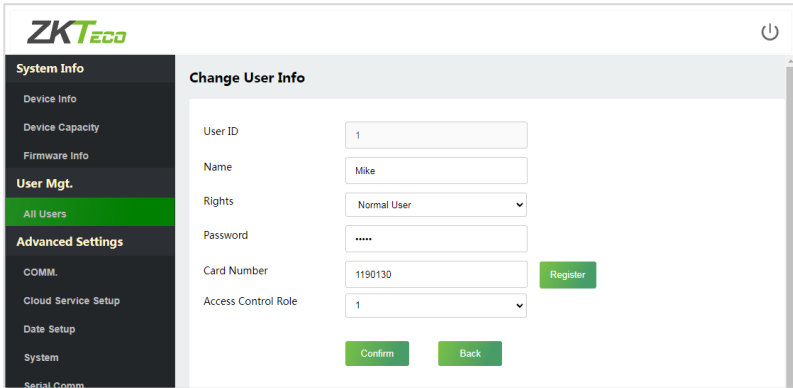 ZKTECO
System Info
Device Info
Device Capacity
Firmware Info
User Mgt.
All Users
Advanced Settings
COMM.
Cloud Service Setup
Date Setup
System
Serial Comm.
Change User Info
User ID 1
Name Mike
Rights Normal User
Password •••••
Card Number 1190130 Register
Access Control Role 1
Confirm Back